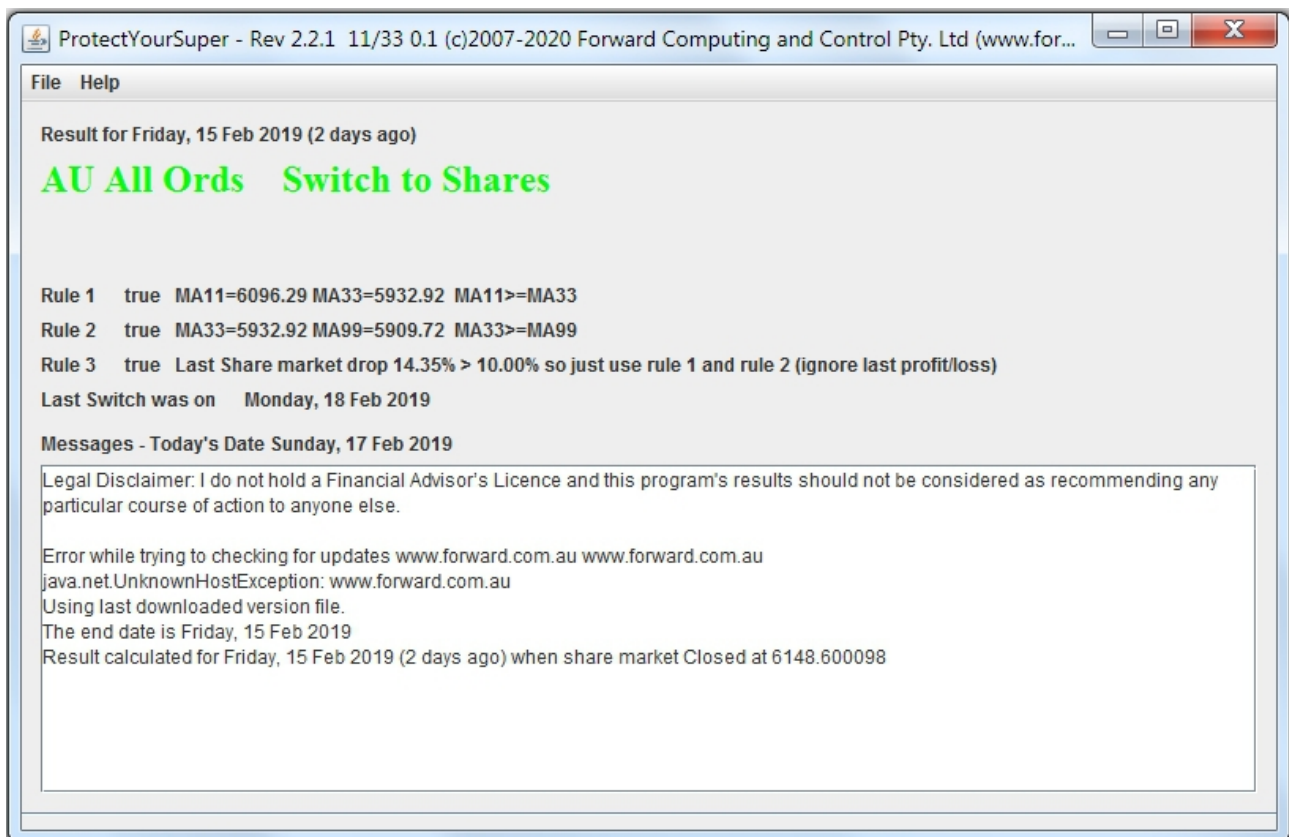 ProtectYourSuper - Rev 2.2.1 11/33 0.1 (c)2007-2020 Forward Computing and Control Pty. Ltd (www.for...
File Help
Result for Friday, 15 Feb 2019 (2 days ago)
AU All Ords Switch to Shares
Rule 1 true MA11=6096.29 MA33=5932.92 MA11>=MA33
Rule 2 true MA33=5932.92 MA99=5909.72 MA33>=MA99
Rule 3 true Last Share market drop 14.35% > 10.00% so just use rule 1 and rule 2 (ignore last profit/loss)
Last Switch was on Monday, 18 Feb 2019
Messages - Today's Date Sunday, 17 Feb 2019
Legal Disclaimer: I do not hold a Financial Advisor's Licence and this program's results should not be considered as recommending any
particular course of action to anyone else.
Error while trying to checking for updates www.forward.com.au www.forward.com.au
java.net.UnknownHostException: www.forward.com.au
Using last downloaded version file.
The end date is Friday, 15 Feb 2019
Result calculated for Friday, 15 Feb 2019 (2 days ago) when share market Closed at 6148.600098